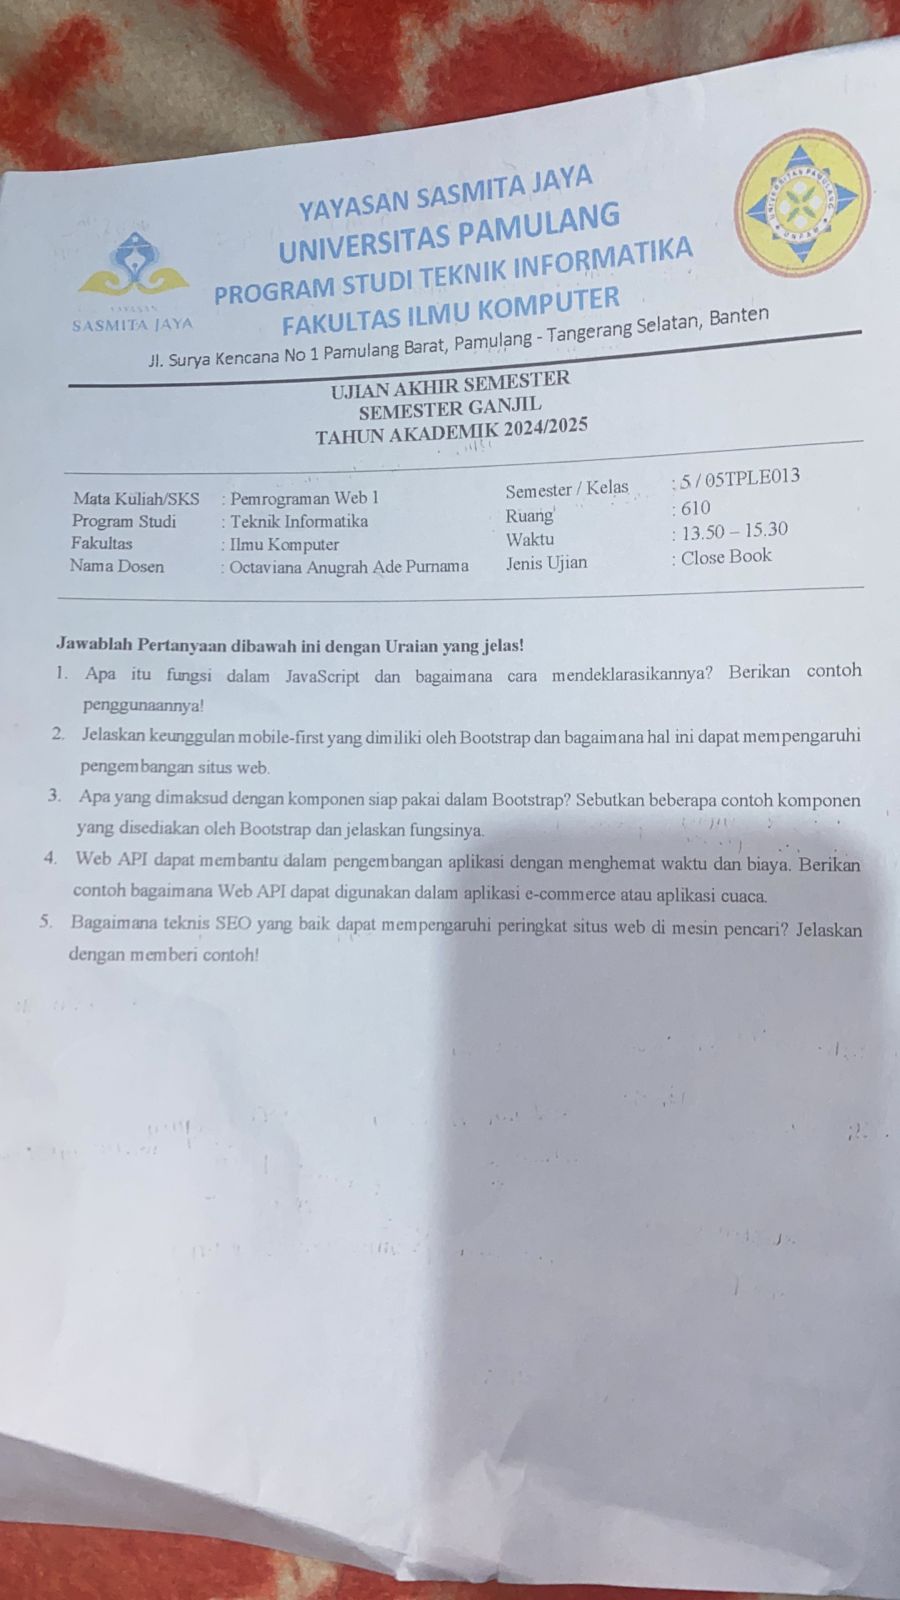 YAYASAN SASMITA JAYA
UNIVERSITAS PAMULANG
PROGRAM STUDI TEKNIK INFORMATIKA
FAKULTAS ILMU KOMPUTER
Jl. Surya Kencana No 1 Pamulang Barat, Pamulang - Tangerang Selatan, Banten
YAYASAN
SASMITA JAYA
UNIVERSITAS PAMULANG
UNPAM
UJIAN AKHIR SEMESTER
SEMESTER GANJIL
TAHUN AKADEMIK 2024/2025
Mata Kuliah/SKS : Pemrograman Web 1
Program Studi : Teknik Informatika
Fakultas : Ilmu Komputer
Nama Dosen : Octaviana Anugrah Ade Purnama
Semester / Kelas : 5 / 05TPLE013
Ruang : 610
Waktu : 13.50 – 15.30
Jenis Ujian : Close Book
Jawablah Pertanyaan dibawah ini dengan Uraian yang jelas!
1. Apa itu fungsi dalam JavaScript dan bagaimana cara mendeklarasikannya? Berikan contoh
penggunaannya!
2. Jelaskan keunggulan mobile-first yang dimiliki oleh Bootstrap dan bagaimana hal ini dapat mempengaruhi
pengembangan situs web.
3. Apa yang dimaksud dengan komponen siap pakai dalam Bootstrap? Sebutkan beberapa contoh komponen
yang disediakan oleh Bootstrap dan jelaskan fungsinya.
4. Web API dapat membantu dalam pengembangan aplikasi dengan menghemat waktu dan biaya. Berikan
contoh bagaimana Web API dapat digunakan dalam aplikasi e-commerce atau aplikasi cuaca.
5. Bagaimana teknis SEO yang baik dapat mempengaruhi peringkat situs web di mesin pencari? Jelaskan
dengan memberi contoh!